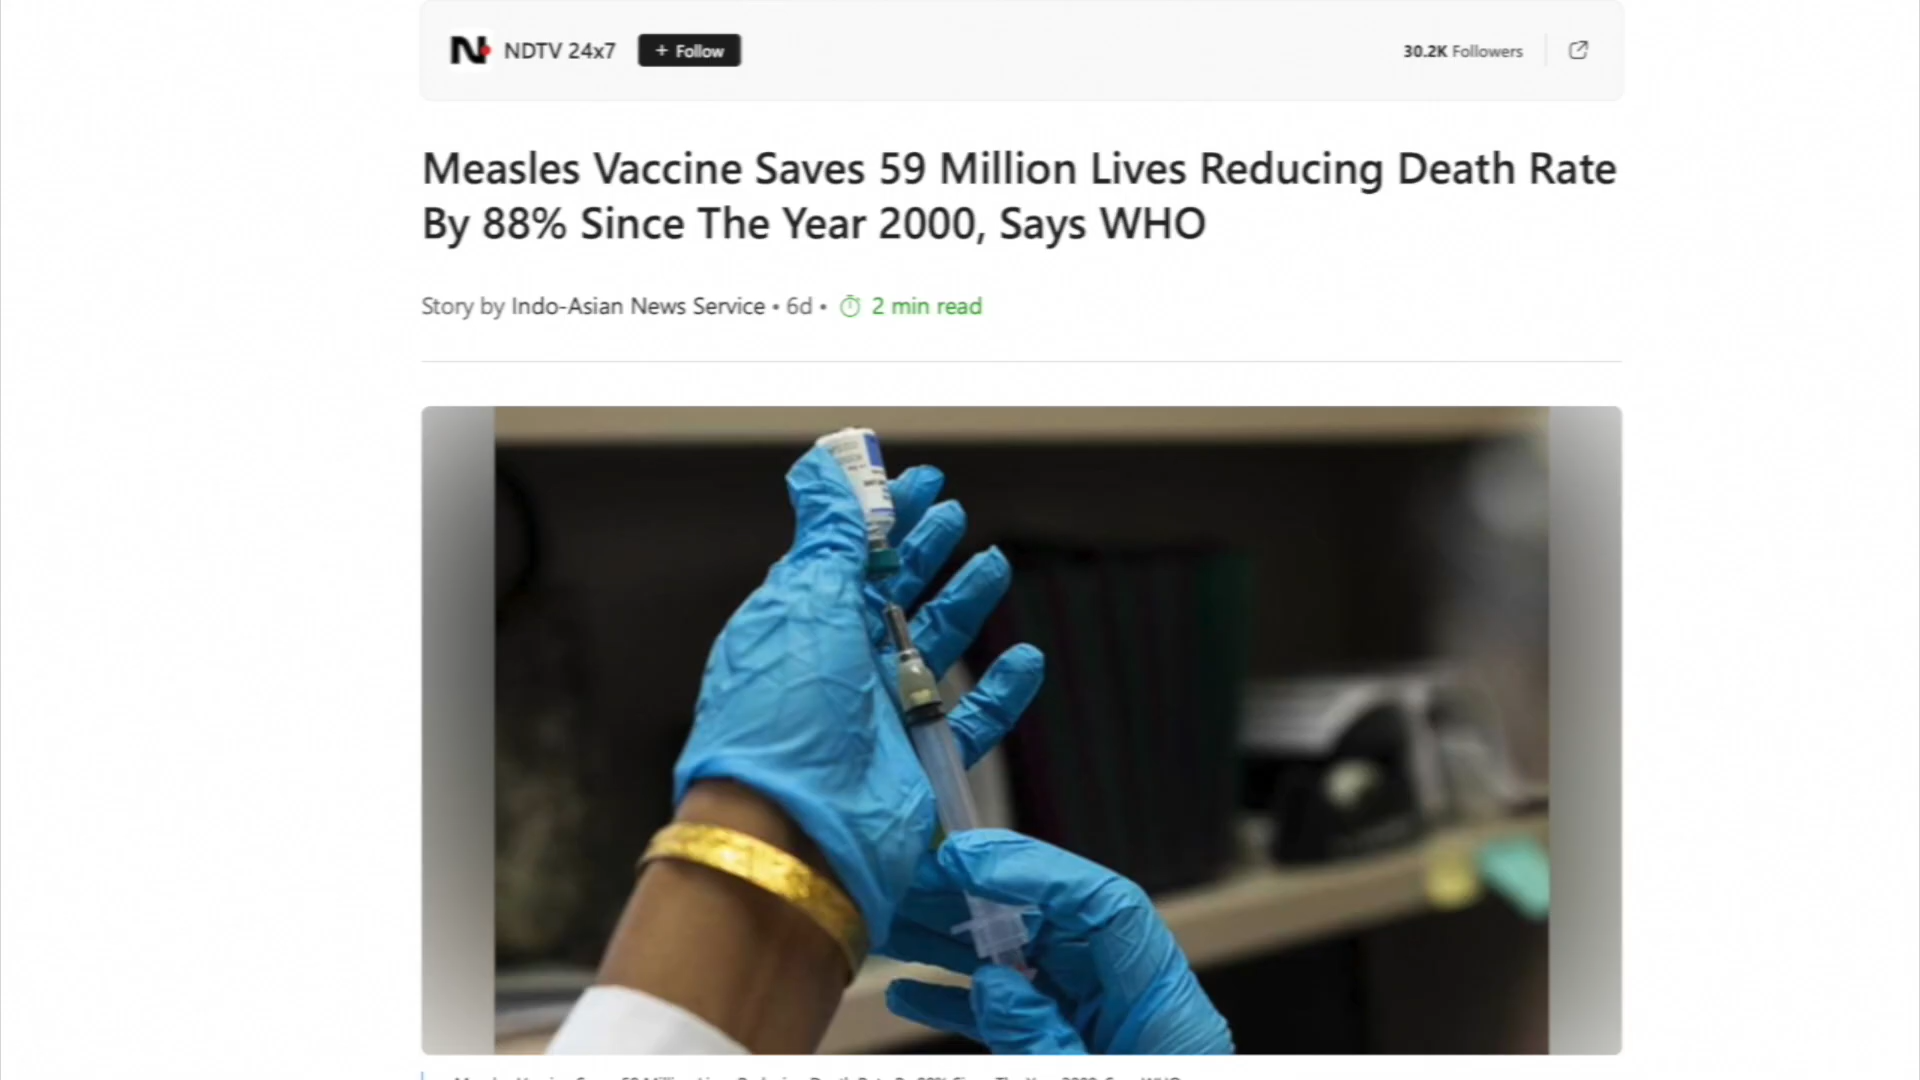 NDTV 24x7 + Follow 30.2K Followers
Measles Vaccine Saves 59 Million Lives Reducing Death Rate
By 88% Since The Year 2000, Says WHO
Story by Indo-Asian News Service • 6d • 2 min read